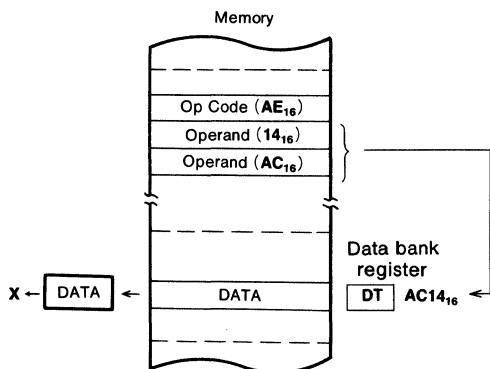 Memory
Op Code (AE₁₆)
Operand (14₁₆)
Operand (AC₁₆)
Data bank
register
X ← DATA ← DATA DT AC14₁₆